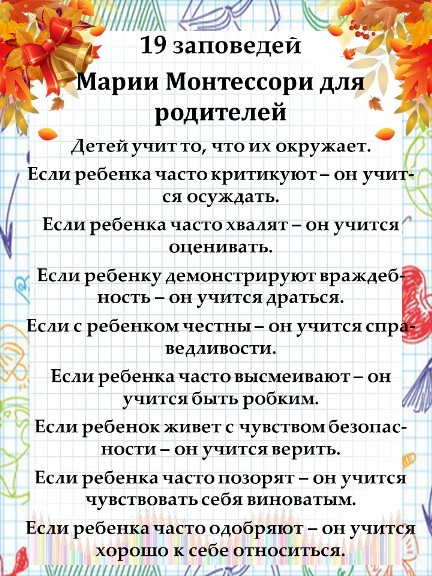 19 заповедей
Марии Монтессори для
родителей
Детей учит то, что их окружает.
Если ребенка часто критикуют – он учит-
ся осуждать.
Если ребенка часто хвалят – он учится
оценивать.
Если ребенку демонстрируют враждеб-
ность – он учится драться.
Если с ребенком честны – он учится спра-
ведливости.
Если ребенка часто высмеивают – он
учится быть робким.
Если ребенок живет с чувством безопас-
ности – он учится верить.
Если ребенка часто позорят – он учится
чувствовать себя виноватым.
Если ребенка часто одобряют – он учится
хорошо к себе относиться.